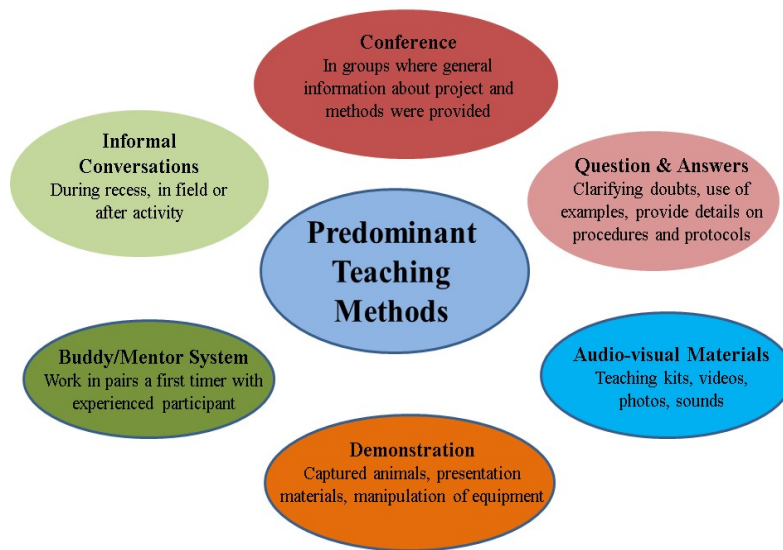 Conference
In groups where general
information about project and
methods were provided
Informal
Conversations
During recess, in field or
after activity
Question & Answers
Clarifying doubts, use of
examples, provide details on
procedures and protocols
Predominant
Teaching
Methods
Buddy/Mentor System
Work in pairs a first timer with
experienced participant
Audio-visual Materials
Teaching kits, videos,
photos, sounds
Demonstration
Captured animals, presentation
materials, manipulation of equipment